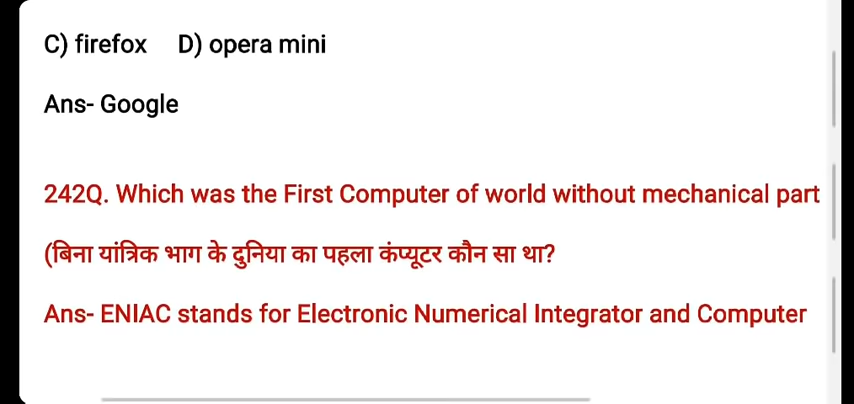 C) firefox D) opera mini
Ans- Google
242Q. Which was the First Computer of world without mechanical part
(बिना यांत्रिक भाग के दुनिया का पहला कंप्यूटर कौन सा था?
Ans- ENIAC stands for Electronic Numerical Integrator and Computer